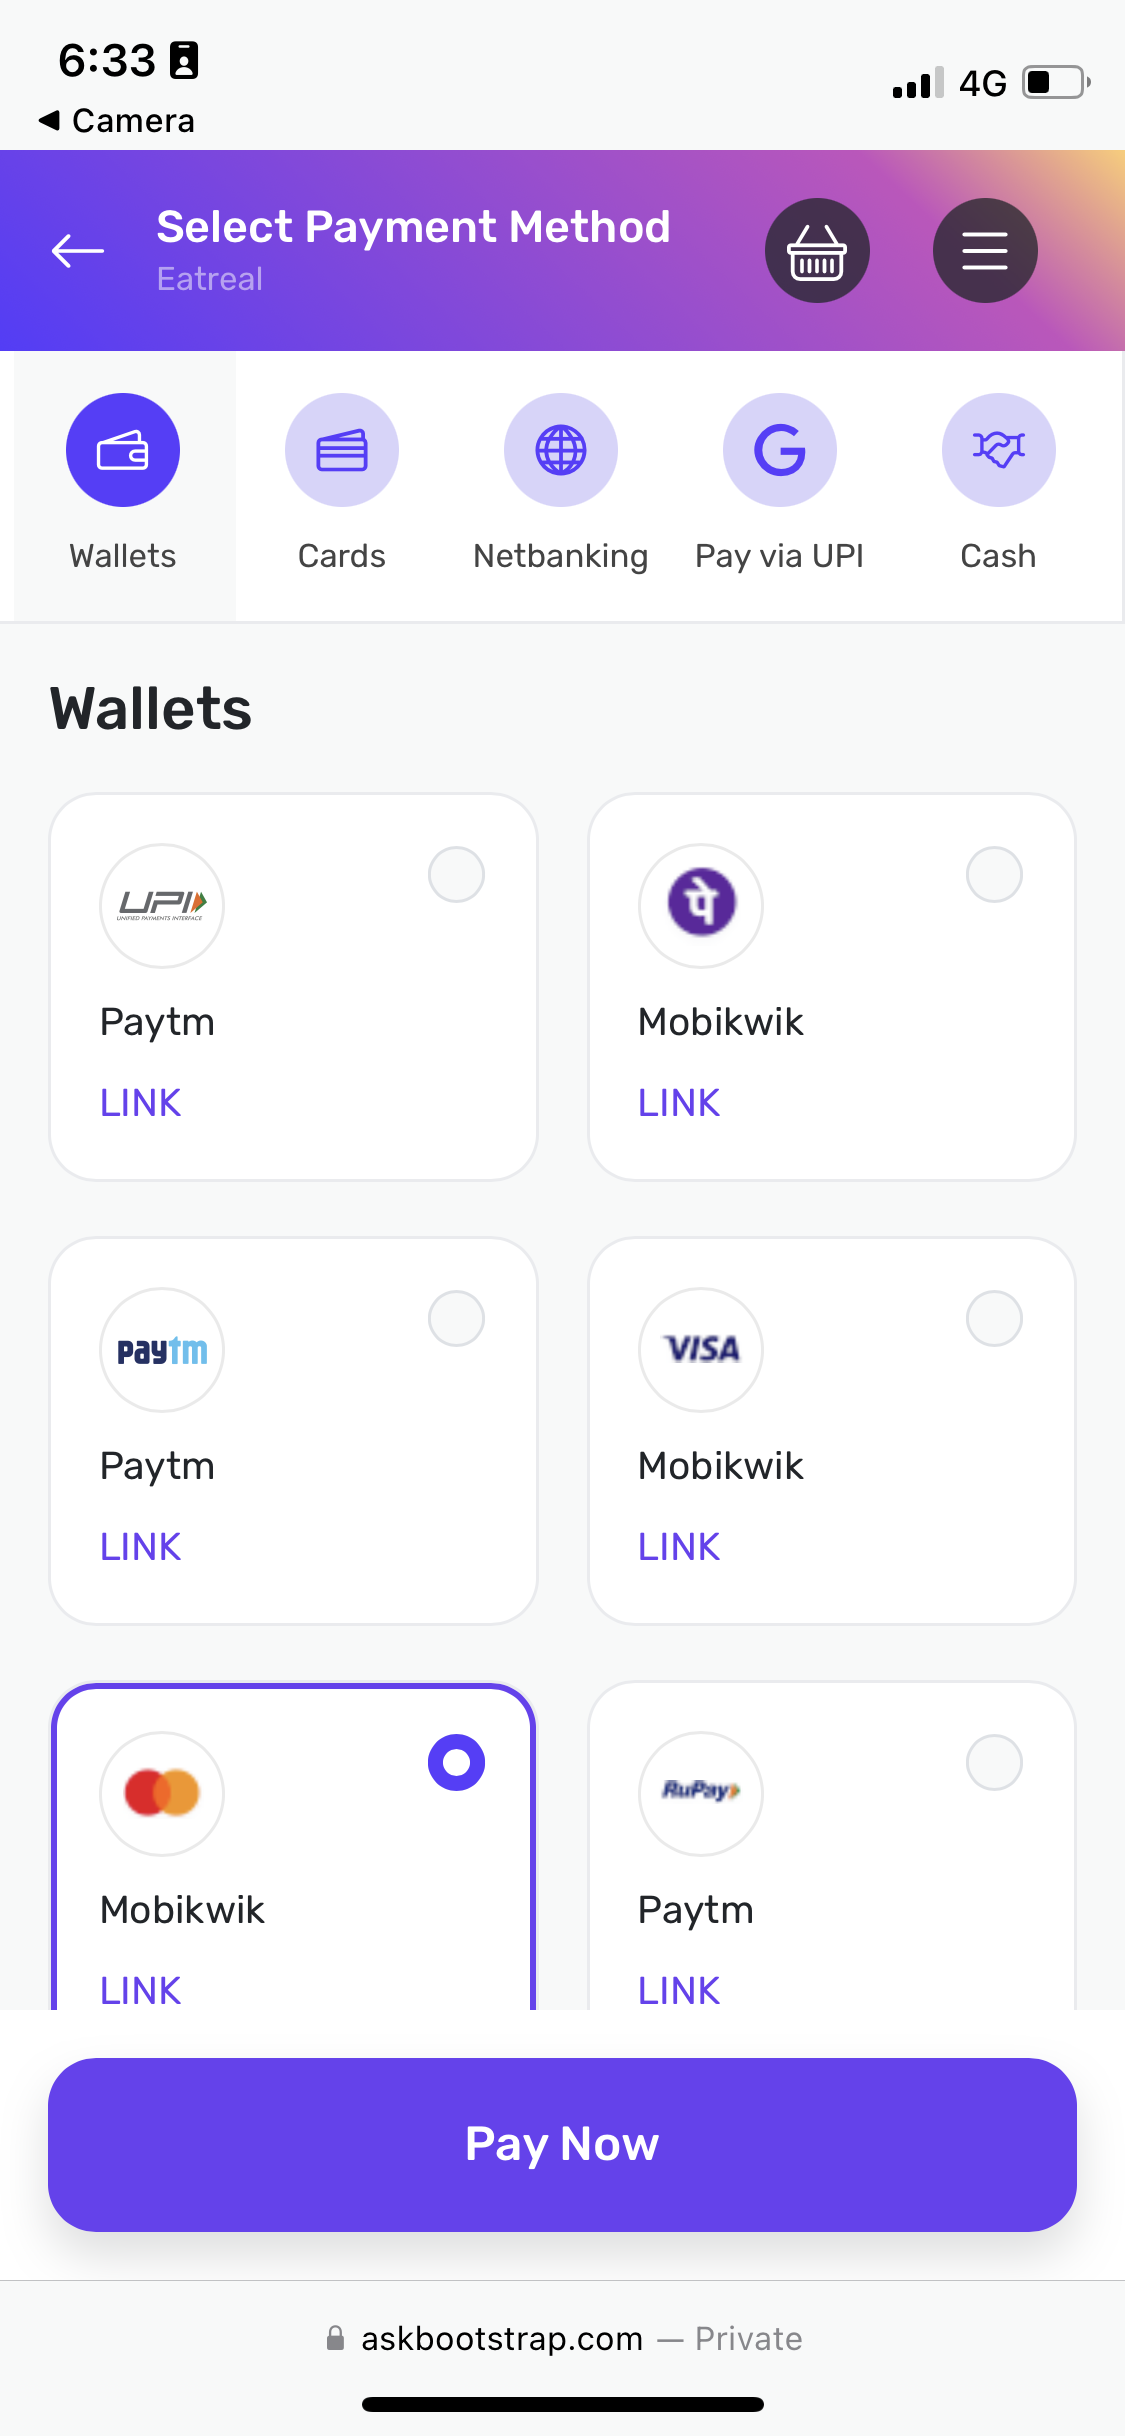 6:33
4G
Camera
Select Payment Method
Eatreal
Wallets
Cards
Netbanking
Pay via UPI
Cash
Wallets
UPI
UNIFIED PAYMENTS INTERFACE
Paytm
LINK
पे
Mobikwik
LINK
paytm
Paytm
LINK
VISA
Mobikwik
LINK
Mobikwik
LINK
RuPay
Paytm
LINK
Pay Now
askbootstrap.com — Private